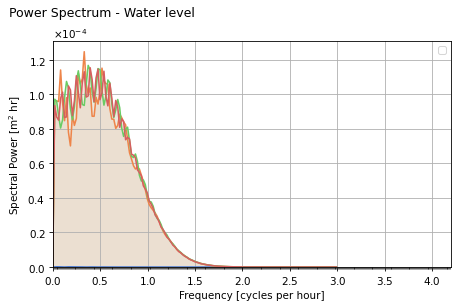 Power Spectrum - Water level
×10⁻⁴
1.2
1.0
0.8
0.6
0.4
0.2
0.0
Spectral Power [m² hr]
0.0 0.5 1.0 1.5 2.0 2.5 3.0 3.5 4.0
Frequency [cycles per hour]